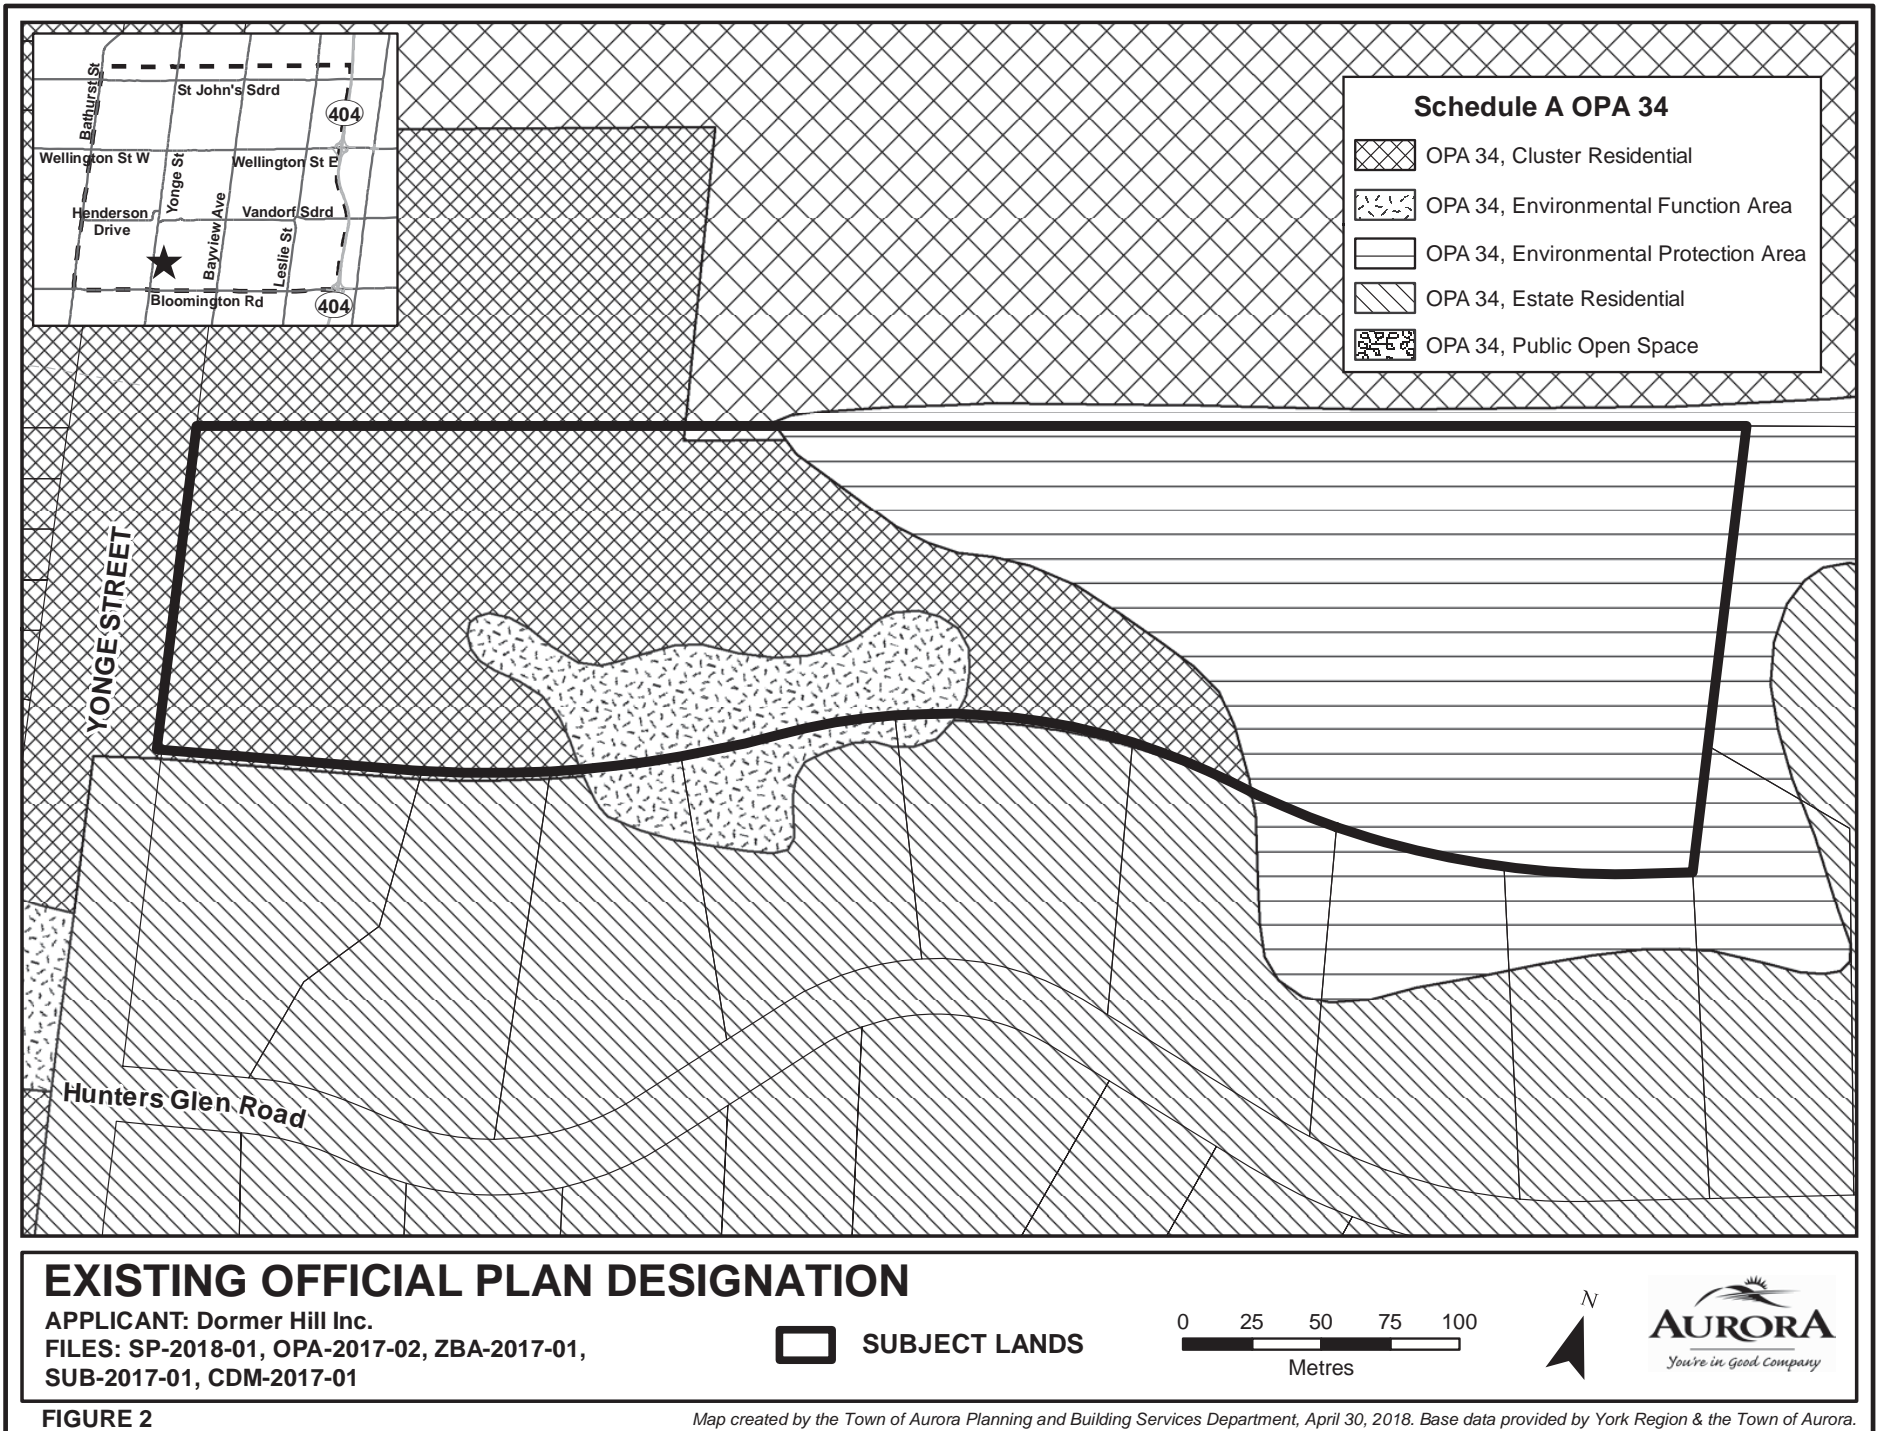 Bathurst St
St John's Sdrd
404
Wellington St W
Yonge St
Wellington St E
Henderson
Drive
Bayview Ave
Vandorf Sdrd
Leslie St
Bloomington Rd
404
Schedule A OPA 34
OPA 34, Cluster Residential
OPA 34, Environmental Function Area
OPA 34, Environmental Protection Area
OPA 34, Estate Residential
OPA 34, Public Open Space
YONGE STREET
Hunters Glen Road
EXISTING OFFICIAL PLAN DESIGNATION
APPLICANT: Dormer Hill Inc.
FILES: SP-2018-01, OPA-2017-02, ZBA-2017-01,
SUB-2017-01, CDM-2017-01
SUBJECT LANDS
0 25 50 75 100
Metres
N
AURORA
You're in Good Company
FIGURE 2
Map created by the Town of Aurora Planning and Building Services Department, April 30, 2018. Base data provided by York Region & the Town of Aurora.